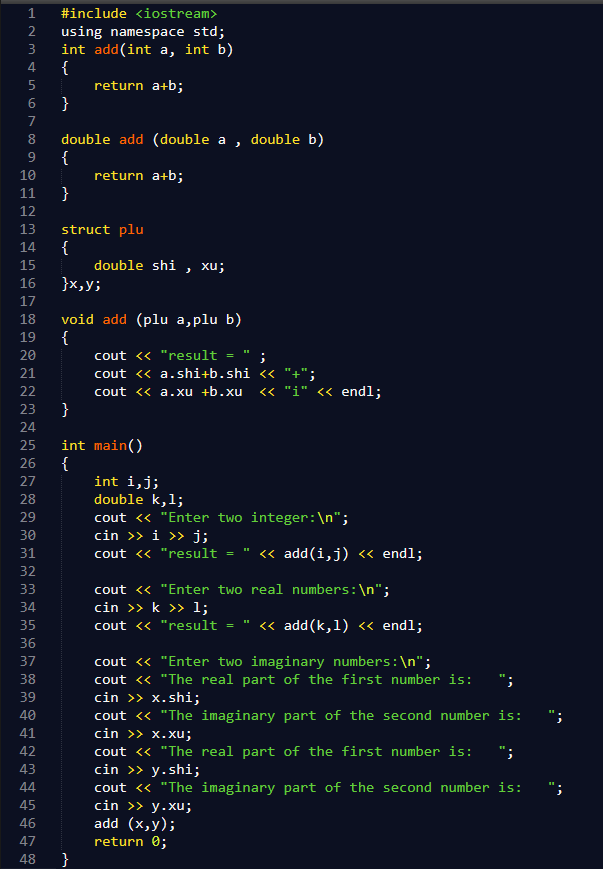 1 #include <iostream>
2 using namespace std;
3 int add(int a, int b)
4 {
5 return a+b;
6 }
7
8 double add (double a , double b)
9 {
10 return a+b;
11 }
12
13 struct plu
14 {
15 double shi , xu;
16 }x,y;
17
18 void add (plu a,plu b)
19 {
20 cout << "result = " ;
21 cout << a.shi+b.shi << "+";
22 cout << a.xu +b.xu  << "i" << endl;
23 }
24
25 int main()
26 {
27 int i,j;
28 double k,l;
29 cout << "Enter two integer:\n";
30 cin >> i >> j;
31 cout << "result = " << add(i,j) << endl;
32
33 cout << "Enter two real numbers:\n";
34 cin >> k >> l;
35 cout << "result = " << add(k,l) << endl;
36
37 cout << "Enter two imaginary numbers:\n";
38 cout << "The real part of the first number is:   ";
39 cin >> x.shi;
40 cout << "The imaginary part of the second number is:   ";
41 cin >> x.xu;
42 cout << "The real part of the first number is:   ";
43 cin >> y.shi;
44 cout << "The imaginary part of the second number is:   ";
45 cin >> y.xu;
46 add (x,y);
47 return 0;
48 }